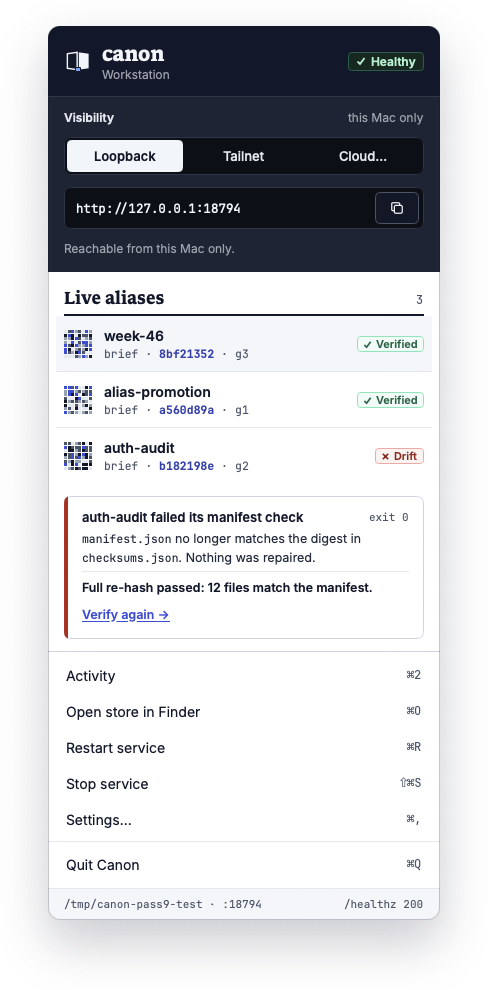 canon
Workstation
✓ Healthy
Visibility
this Mac only
Loopback
Tailnet
Cloud...
http://127.0.0.1:18794
Reachable from this Mac only.
Live aliases
3
week-46
brief · 8bf21352 · g3
✓ Verified
alias-promotion
brief · a560d89a · g1
✓ Verified
auth-audit
brief · b182198e · g2
× Drift
auth-audit failed its manifest check
exit 0
manifest.json no longer matches the digest in
checksums.json. Nothing was repaired.
Full re-hash passed: 12 files match the manifest.
Verify again →
Activity
⌘2
Open store in Finder
⌘O
Restart service
⌘R
Stop service
⇧⌘S
Settings...
⌘,
Quit Canon
⌘Q
/tmp/canon-pass9-test · :18794
/healthz 200